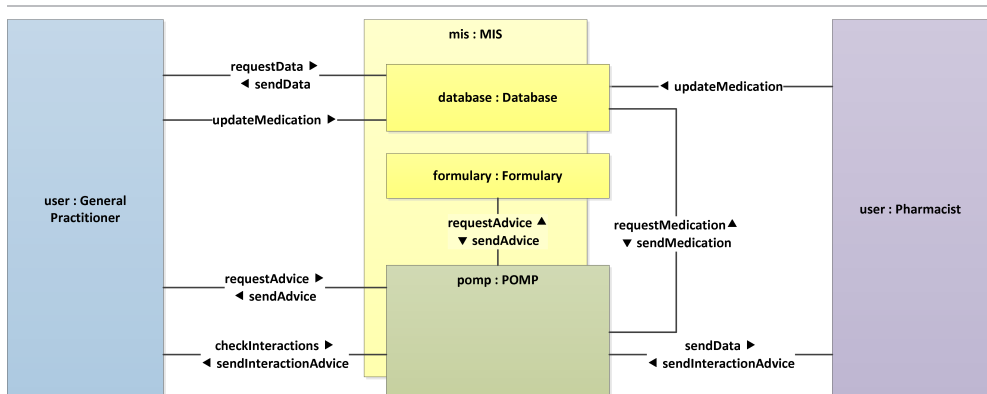 mis : MIS
requestData ▶
◀ sendData
database : Database
◀ updateMedication
updateMedication ▶
formulary : Formulary
user : General
Practitioner
user : Pharmacist
requestAdvice ▲
▼ sendAdvice
requestMedication ▲
▼ sendMedication
requestAdvice ▶
◀ sendAdvice
pomp : POMP
checkInteractions ▶
◀ sendInteractionAdvice
sendData ▶
◀ sendInteractionAdvice